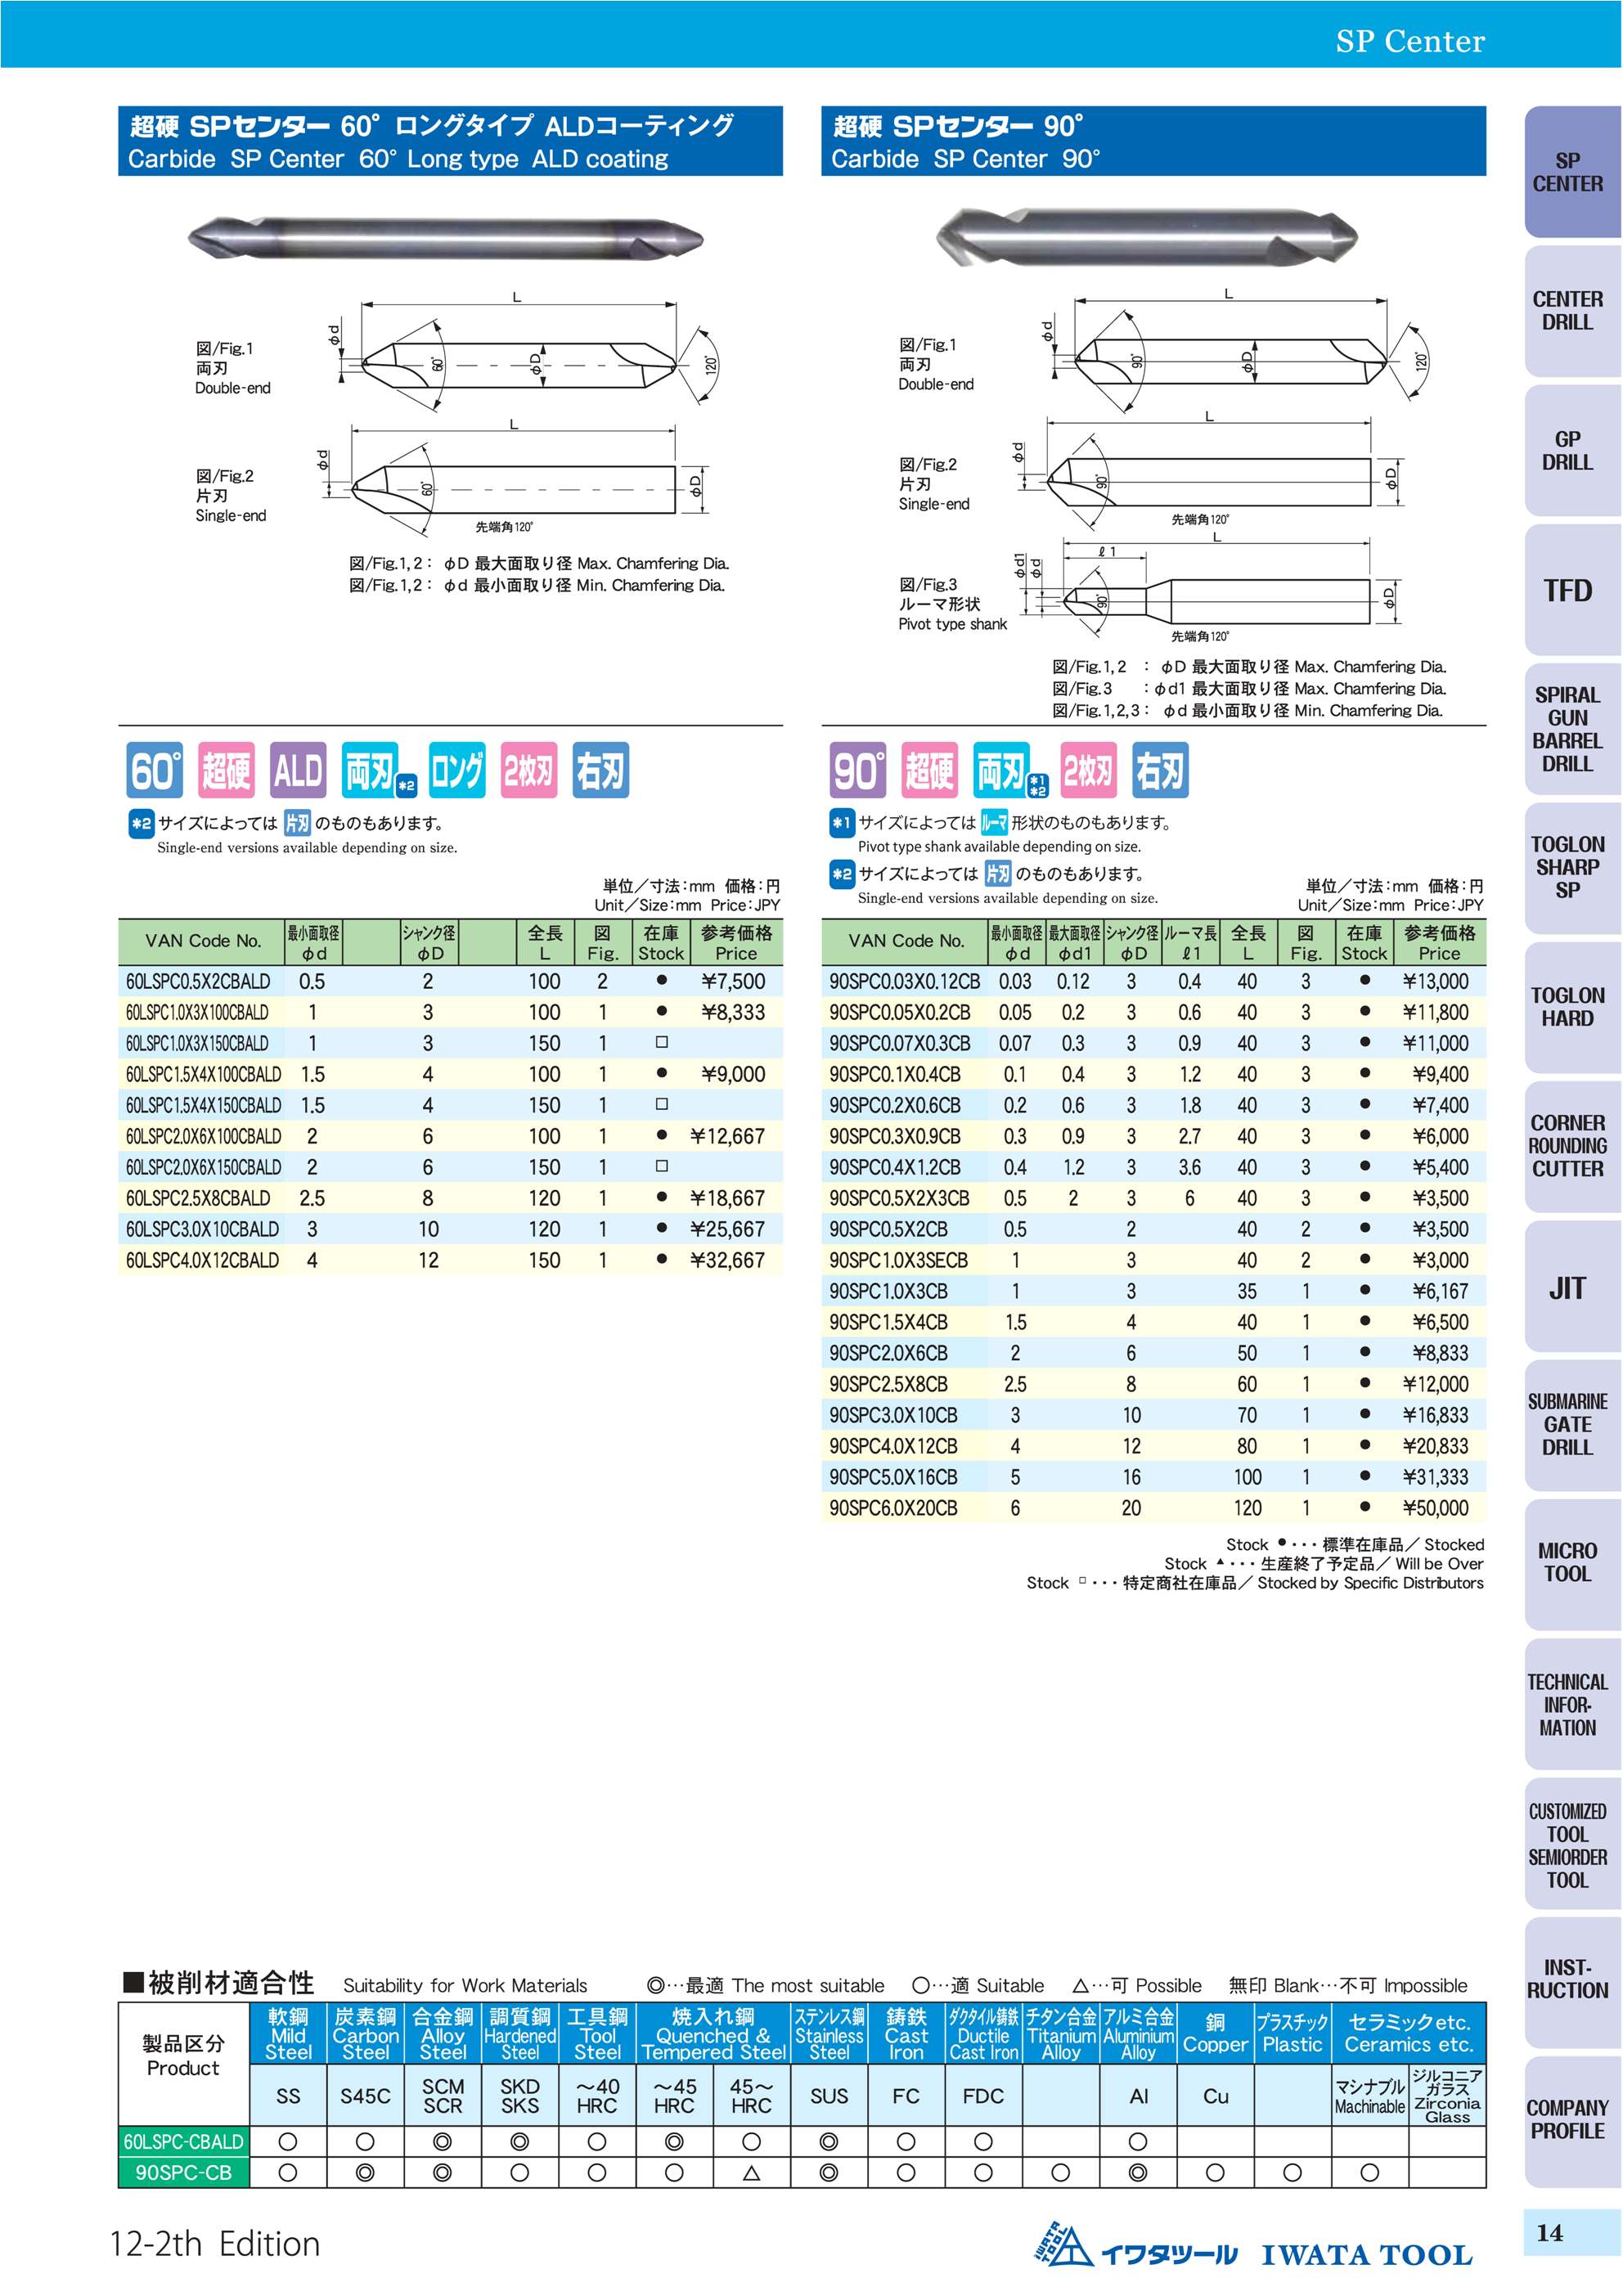 SP Center
超硬 SPセンター 60° ロングタイプ ALDコーティング
Carbide SP Center 60° Long type ALD coating
L
φd
60°
φD
120°
図/Fig.1
両刃
Double-end
L
φd
60°
φD
図/Fig.2
片刃
Single-end
先端角120°
図/Fig.1,2： φD 最大面取り径 Max. Chamfering Dia.
図/Fig.1,2： φd 最小面取り径 Min. Chamfering Dia.
60° 超硬 ALD 両刃 *2 ロング 2枚刃 右刃
*2 サイズによっては 片刃 のものもあります。
Single-end versions available depending on size.
単位／寸法：mm 価格：円
Unit／Size：mm Price：JPY
VAN Code No. 最小面取径 φd シャンク径 φD 全長 L 図 Fig. 在庫 Stock 参考価格 Price
60LSPC0.5X2CBALD 0.5 2 100 2 ● ¥7,500
60LSPC1.0X3X100CBALD 1 3 100 1 ● ¥8,333
60LSPC1.0X3X150CBALD 1 3 150 1 □
60LSPC1.5X4X100CBALD 1.5 4 100 1 ● ¥9,000
60LSPC1.5X4X150CBALD 1.5 4 150 1 □
60LSPC2.0X6X100CBALD 2 6 100 1 ● ¥12,667
60LSPC2.0X6X150CBALD 2 6 150 1 □
60LSPC2.5X8CBALD 2.5 8 120 1 ● ¥18,667
60LSPC3.0X10CBALD 3 10 120 1 ● ¥25,667
60LSPC4.0X12CBALD 4 12 150 1 ● ¥32,667
超硬 SPセンター 90°
Carbide SP Center 90°
L
φd
90°
φD
120°
図/Fig.1
両刃
Double-end
L
φd
90°
φD
図/Fig.2
片刃
Single-end
先端角120°
L
ℓ1
φd1
φd
90°
φD
図/Fig.3
ルーマ形状
Pivot type shank
先端角120°
図/Fig.1,2 ： φD 最大面取り径 Max. Chamfering Dia.
図/Fig.3 ：φd1 最大面取り径 Max. Chamfering Dia.
図/Fig.1,2,3： φd 最小面取り径 Min. Chamfering Dia.
90° 超硬 両刃 *1 *2 2枚刃 右刃
*1 サイズによっては ルーマ 形状のものもあります。
Pivot type shank available depending on size.
*2 サイズによっては 片刃 のものもあります。
Single-end versions available depending on size.
単位／寸法：mm 価格：円
Unit／Size：mm Price：JPY
VAN Code No. 最小面取径 φd 最大面取径 φd1 シャンク径 φD ルーマ長 ℓ1 全長 L 図 Fig. 在庫 Stock 参考価格 Price
90SPC0.03X0.12CB 0.03 0.12 3 0.4 40 3 ● ¥13,000
90SPC0.05X0.2CB 0.05 0.2 3 0.6 40 3 ● ¥11,800
90SPC0.07X0.3CB 0.07 0.3 3 0.9 40 3 ● ¥11,000
90SPC0.1X0.4CB 0.1 0.4 3 1.2 40 3 ● ¥9,400
90SPC0.2X0.6CB 0.2 0.6 3 1.8 40 3 ● ¥7,400
90SPC0.3X0.9CB 0.3 0.9 3 2.7 40 3 ● ¥6,000
90SPC0.4X1.2CB 0.4 1.2 3 3.6 40 3 ● ¥5,400
90SPC0.5X2X3CB 0.5 2 3 6 40 3 ● ¥3,500
90SPC0.5X2CB 0.5 2 40 2 ● ¥3,500
90SPC1.0X3SECB 1 3 40 2 ● ¥3,000
90SPC1.0X3CB 1 3 35 1 ● ¥6,167
90SPC1.5X4CB 1.5 4 40 1 ● ¥6,500
90SPC2.0X6CB 2 6 50 1 ● ¥8,833
90SPC2.5X8CB 2.5 8 60 1 ● ¥12,000
90SPC3.0X10CB 3 10 70 1 ● ¥16,833
90SPC4.0X12CB 4 12 80 1 ● ¥20,833
90SPC5.0X16CB 5 16 100 1 ● ¥31,333
90SPC6.0X20CB 6 20 120 1 ● ¥50,000
Stock ●・・・標準在庫品／Stocked
Stock ▲・・・生産終了予定品／Will be Over
Stock □・・・特定商社在庫品／Stocked by Specific Distributors
■被削材適合性 Suitability for Work Materials ◎…最適 The most suitable ○…適 Suitable △…可 Possible 無印 Blank…不可 Impossible
製品区分 軟鋼 炭素鋼 合金鋼 調質鋼 工具鋼 焼入れ鋼 ステンレス鋼 鋳鉄 ダクタイル鋳鉄 チタン合金 アルミ合金 銅 プラスチック セラミックetc.
Product Mild Steel Carbon Steel Alloy Steel Hardened Steel Tool Steel Quenched & Tempered Steel Stainless Steel Cast Iron Ductile Cast Iron Titanium Alloy Aluminium Alloy Copper Plastic Ceramics etc.
SS S45C SCM SCR SKD SKS ～40 HRC ～45 HRC 45～ HRC SUS FC FDC Al Cu マシナブル Machinable ジルコニア ガラス Zirconia Glass
60LSPC-CBALD ○ ○ ◎ ◎ ○ ◎ ○ ◎ ○ ○ ○
90SPC-CB ○ ◎ ◎ ○ ○ ○ △ ◎ ○ ○ ○ ◎ ○ ○ ○
12-2th Edition
IWATA TOOL
イワタツール IWATA TOOL
14
SP
CENTER
CENTER
DRILL
GP
DRILL
TFD
SPIRAL
GUN
BARREL
DRILL
TOGLON
SHARP
SP
TOGLON
HARD
CORNER
ROUNDING
CUTTER
JIT
SUBMARINE
GATE
DRILL
MICRO
TOOL
TECHNICAL
INFOR-
MATION
CUSTOMIZED
TOOL
SEMIORDER
TOOL
INST-
RUCTION
COMPANY
PROFILE